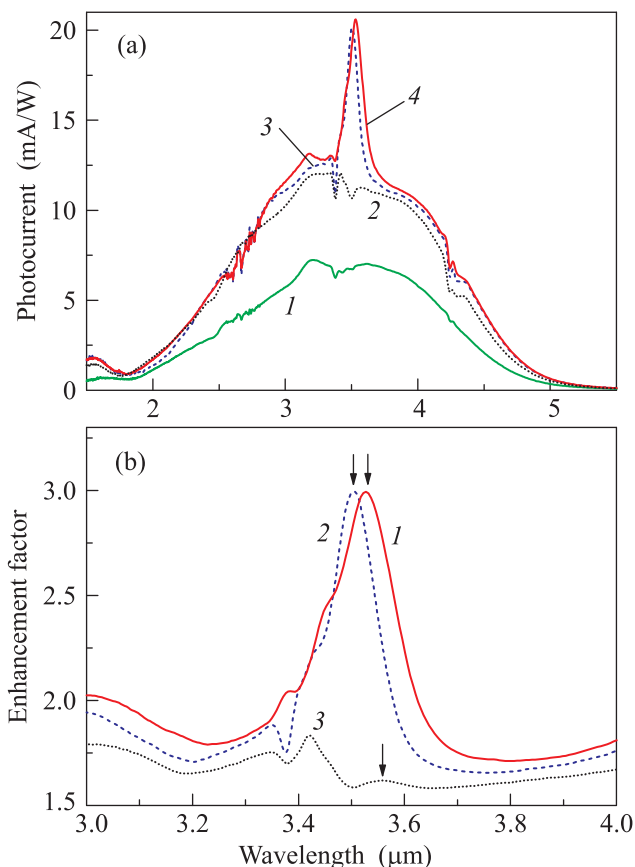 (a)
20
15
10
5
0
Photocurrent (mA/W)
3
4
2
1
2 3 4 5
(b)
3.0
2.5
2.0
1.5
Enhancement factor
2 1
3
3.0 3.2 3.4 3.6 3.8 4.0
Wavelength (μm)